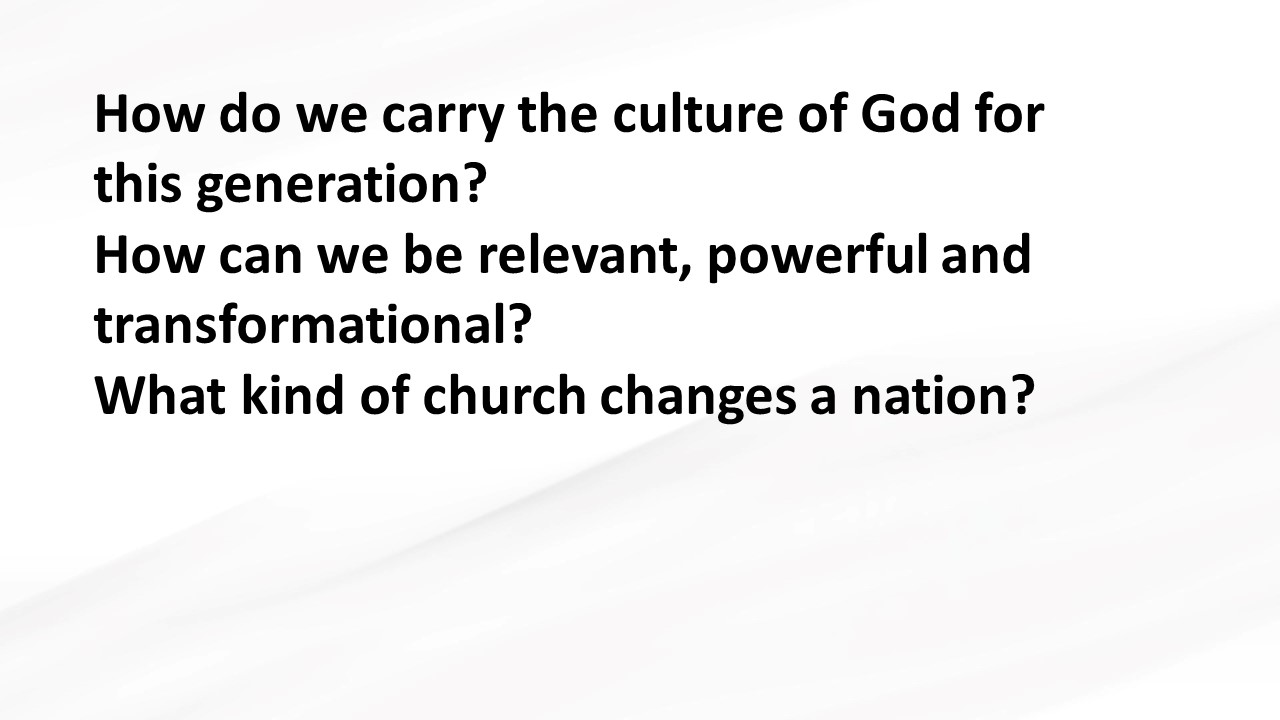 How do we carry the culture of God for
this generation?
How can we be relevant, powerful and
transformational?
What kind of church changes a nation?